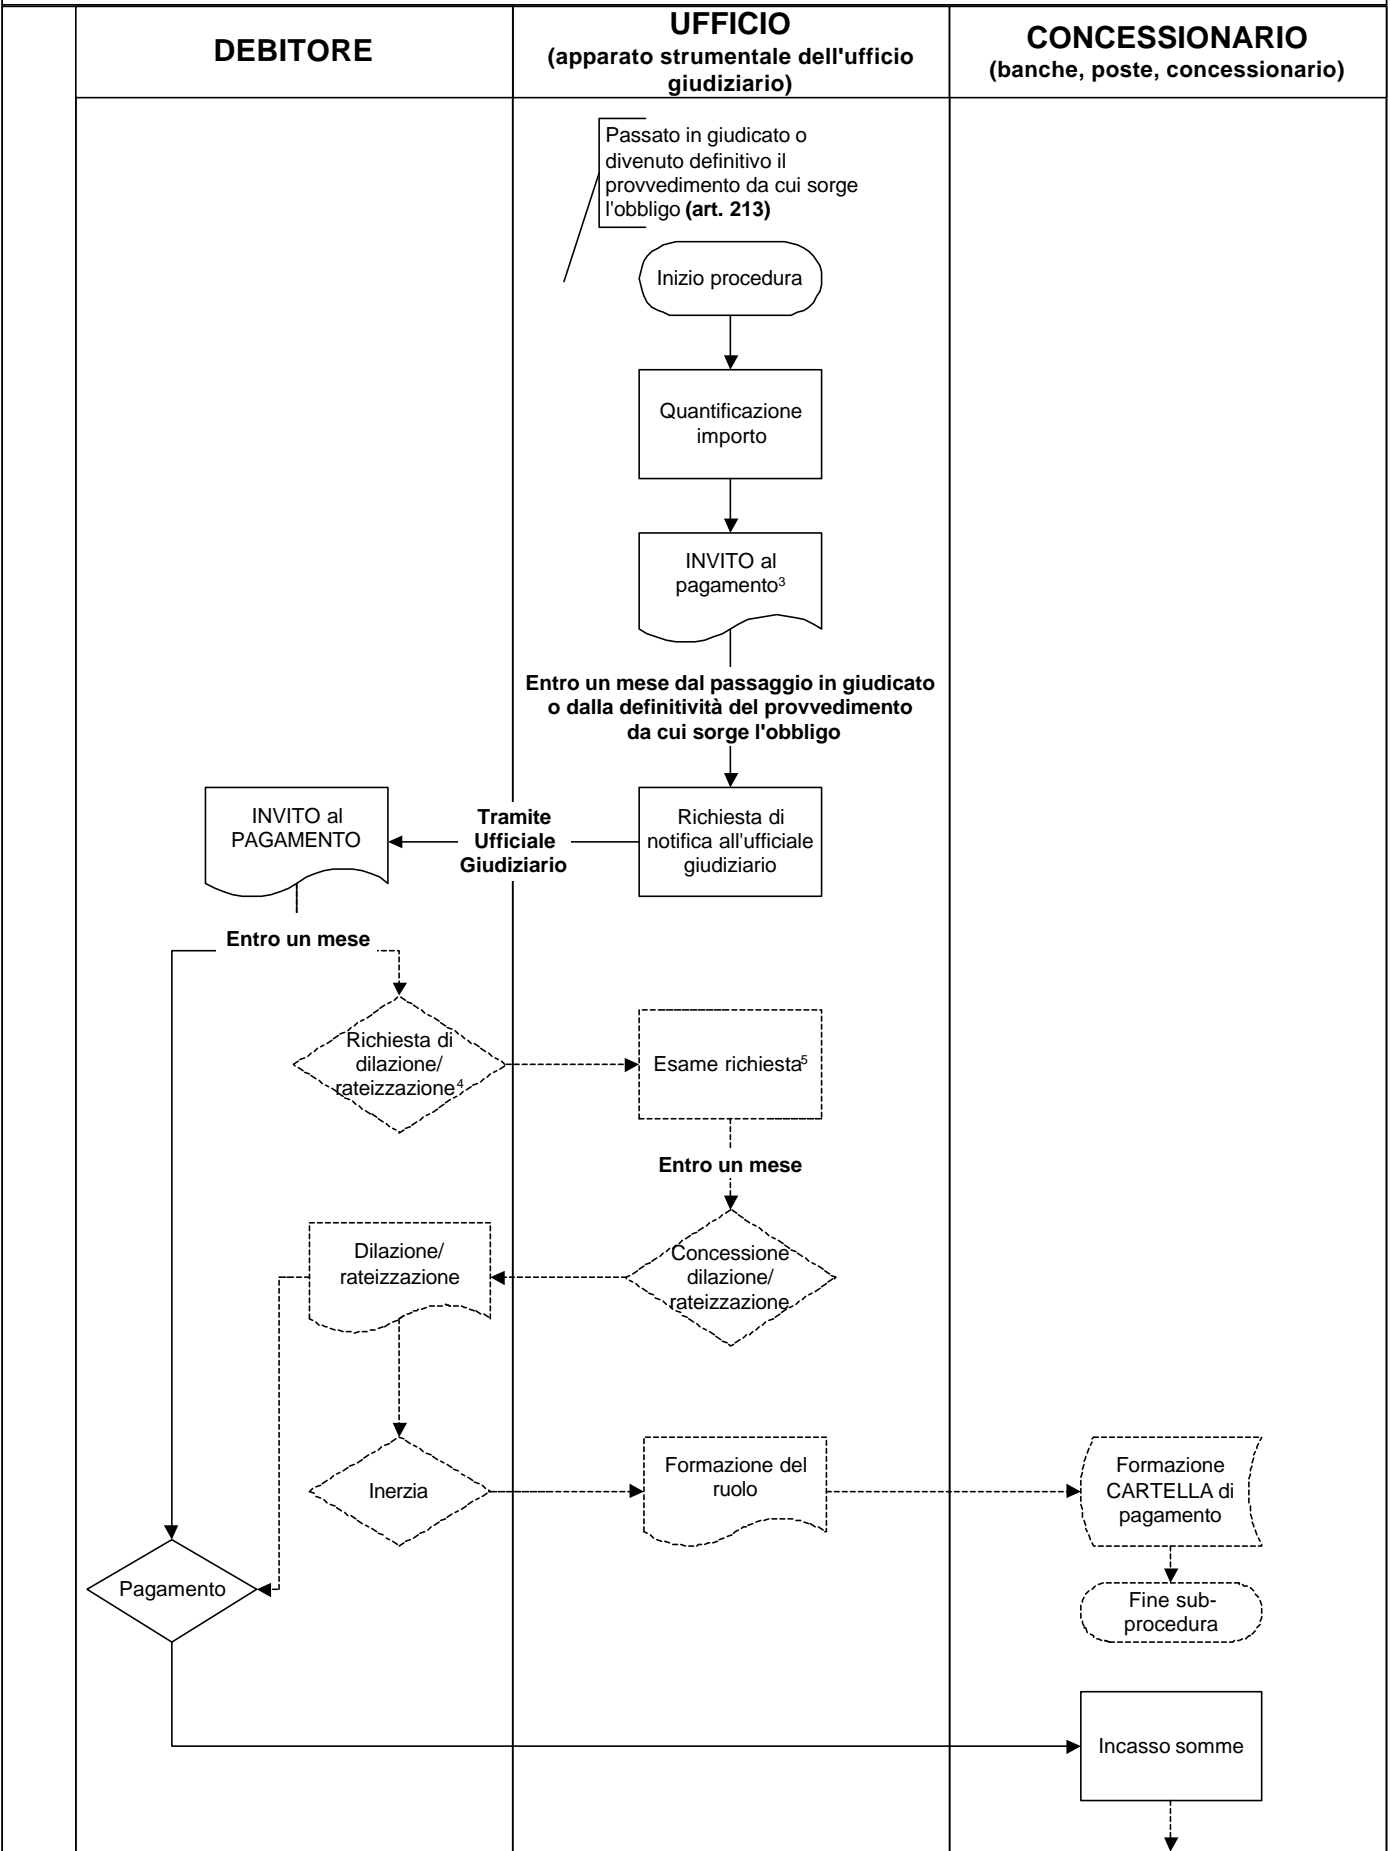 DEBITORE
UFFICIO
(apparato strumentale dell'ufficio
giudiziario)
CONCESSIONARIO
(banche, poste, concessionario)
Passato in giudicato o
divenuto definitivo il
provvedimento da cui sorge
l'obbligo (art. 213)
Inizio procedura
Quantificazione
importo
INVITO al
pagamento³
Entro un mese dal passaggio in giudicato
o dalla definitività del provvedimento
da cui sorge l'obbligo
INVITO al
PAGAMENTO
Tramite
Ufficiale
Giudiziario
Richiesta di
notifica all'ufficiale
giudiziario
Entro un mese
Richiesta di
dilazione/
rateizzazione⁴
Esame richiesta⁵
Entro un mese
Dilazione/
rateizzazione
Concessione
dilazione/
rateizzazione
Inerzia
Formazione del
ruolo
Formazione
CARTELLA di
pagamento
Pagamento
Fine sub-
procedura
Incasso somme